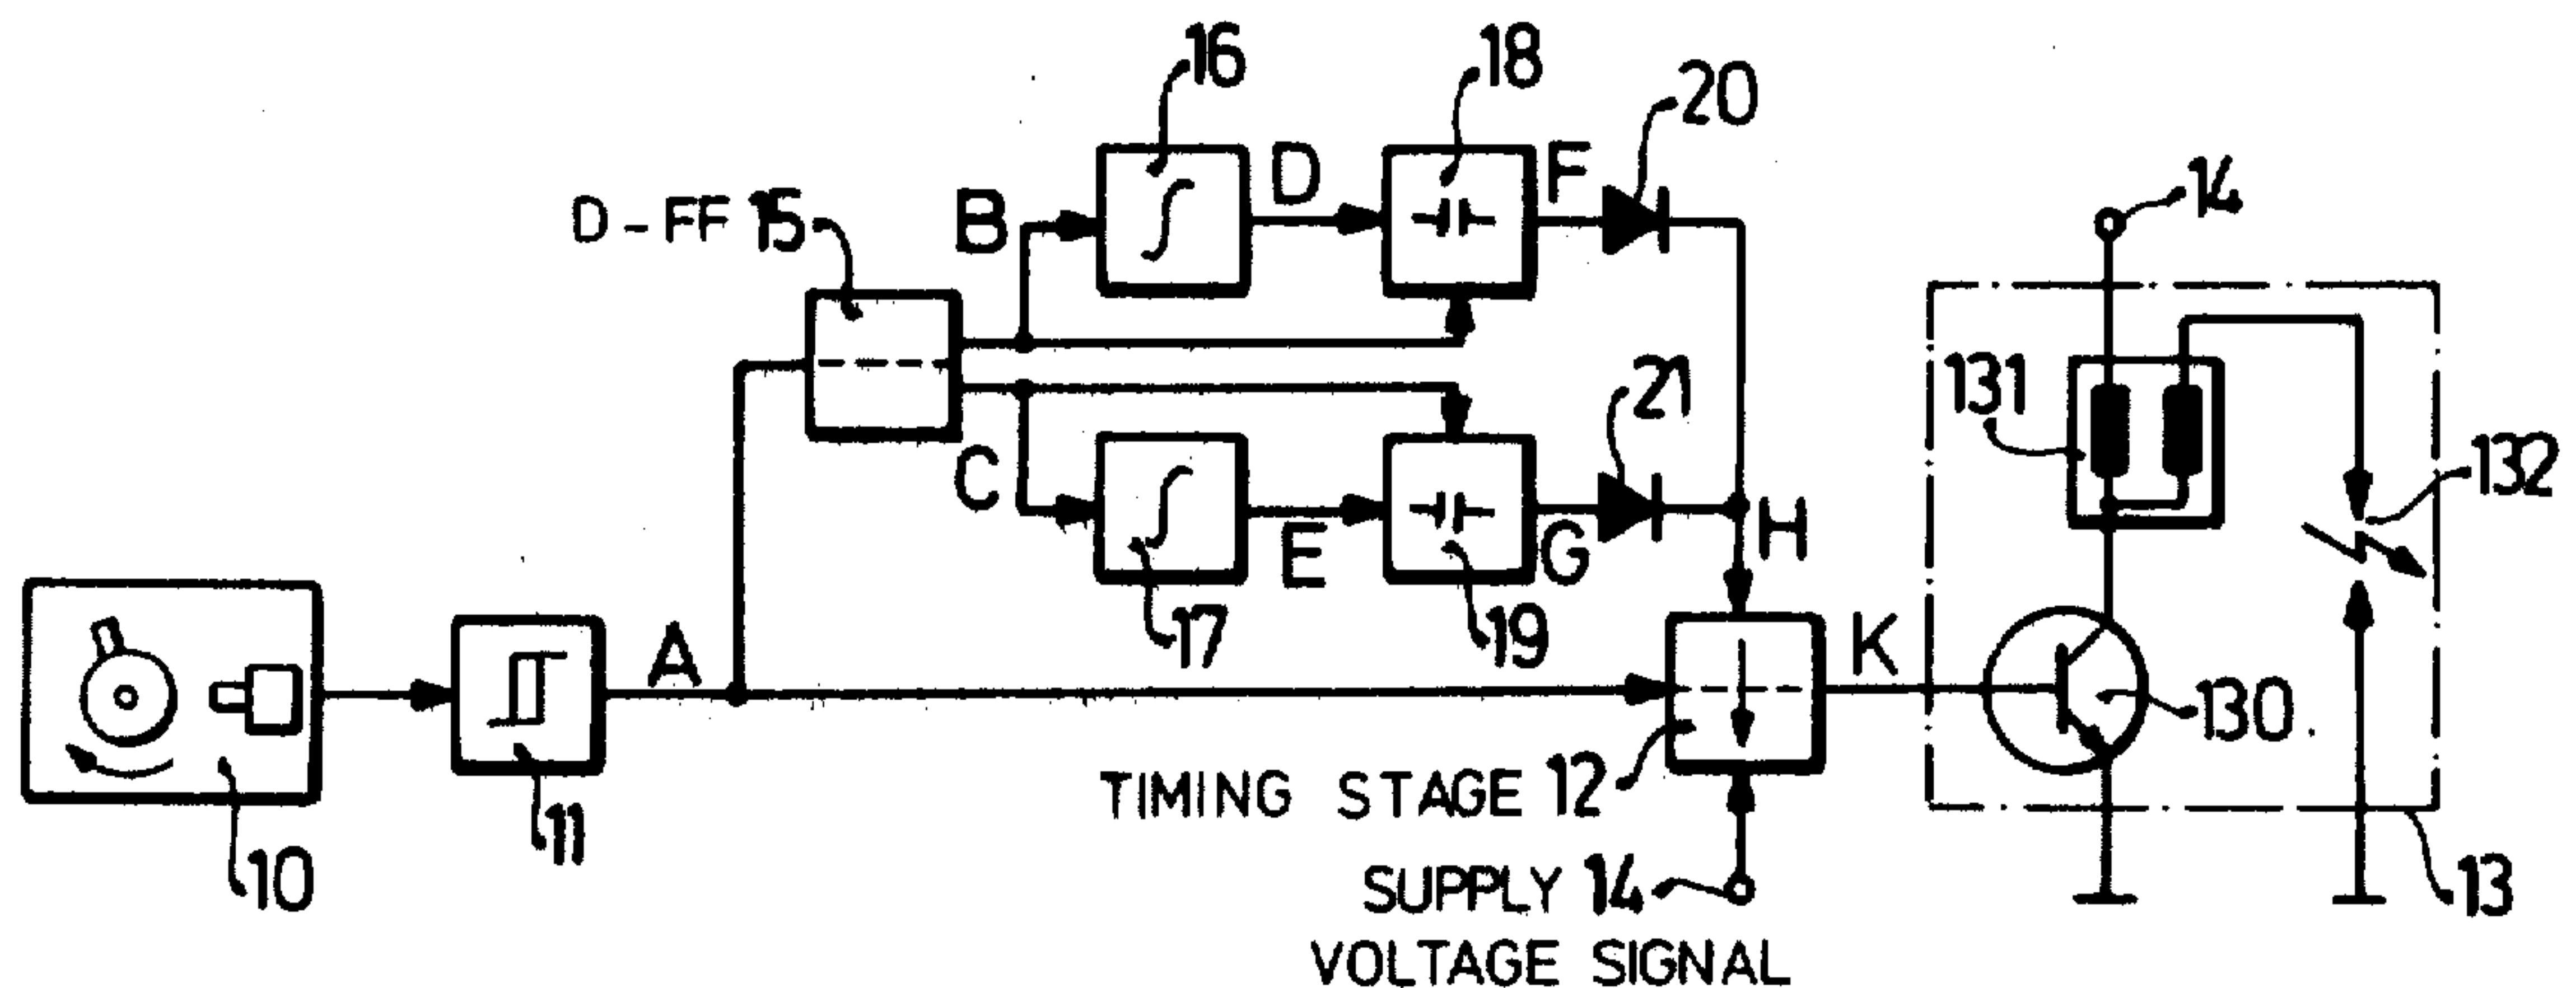 16
18
20
14
D-FF 15
B
D
F
131
21
132
C
E
G
H
17
19
A
K
130
TIMING STAGE 12
11
10
SUPPLY 14
13
VOLTAGE SIGNAL